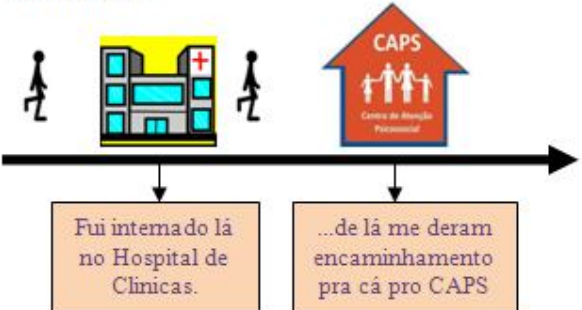 CAPS
Centro de Atenção
Psicossocial
Fui internado lá
no Hospital de
Clinicas.
...de lá me deram
encaminhamento
pra cá pro CAPS